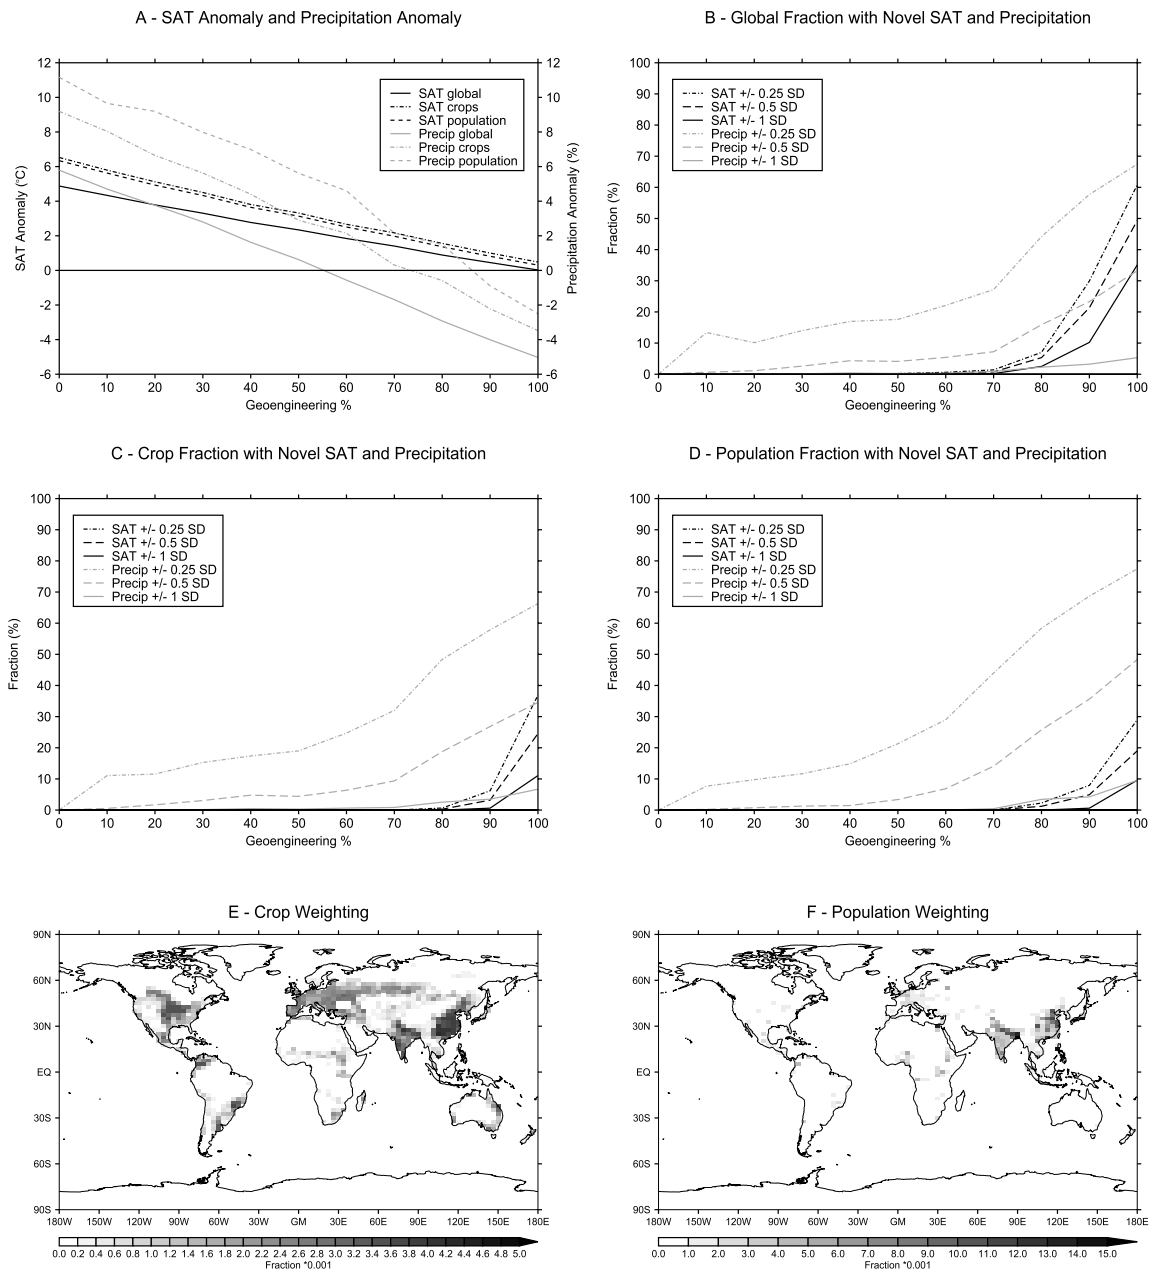 A - SAT Anomaly and Precipitation Anomaly
12
10
8
6
4
2
0
-2
-4
-6
SAT Anomaly (°C)
SAT global
SAT crops
SAT population
Precip global
Precip crops
Precip population
12
10
8
6
4
2
0
-2
-4
-6
Precipitation Anomaly (%)
0 10 20 30 40 50 60 70 80 90 100
Geoengineering %
B - Global Fraction with Novel SAT and Precipitation
100
90
80
70
60
50
40
30
20
10
0
Fraction (%)
SAT +/- 0.25 SD
SAT +/- 0.5 SD
SAT +/- 1 SD
Precip +/- 0.25 SD
Precip +/- 0.5 SD
Precip +/- 1 SD
0 10 20 30 40 50 60 70 80 90 100
Geoengineering %
C - Crop Fraction with Novel SAT and Precipitation
100
90
80
70
60
50
40
30
20
10
0
Fraction (%)
SAT +/- 0.25 SD
SAT +/- 0.5 SD
SAT +/- 1 SD
Precip +/- 0.25 SD
Precip +/- 0.5 SD
Precip +/- 1 SD
0 10 20 30 40 50 60 70 80 90 100
Geoengineering %
D - Population Fraction with Novel SAT and Precipitation
100
90
80
70
60
50
40
30
20
10
0
Fraction (%)
SAT +/- 0.25 SD
SAT +/- 0.5 SD
SAT +/- 1 SD
Precip +/- 0.25 SD
Precip +/- 0.5 SD
Precip +/- 1 SD
0 10 20 30 40 50 60 70 80 90 100
Geoengineering %
E - Crop Weighting
90N
60N
30N
EQ
30S
60S
90S
180W 150W 120W 90W 60W 30W GM 30E 60E 90E 120E 150E 180E
0.0 0.2 0.4 0.6 0.8 1.0 1.2 1.4 1.6 1.8 2.0 2.2 2.4 2.6 2.8 3.0 3.2 3.4 3.6 3.8 4.0 4.2 4.4 4.6 4.8 5.0
Fraction *0.001
F - Population Weighting
90N
60N
30N
EQ
30S
60S
90S
180W 150W 120W 90W 60W 30W GM 30E 60E 90E 120E 150E 180E
0.0 1.0 2.0 3.0 4.0 5.0 6.0 7.0 8.0 9.0 10.0 11.0 12.0 13.0 14.0 15.0
Fraction *0.001